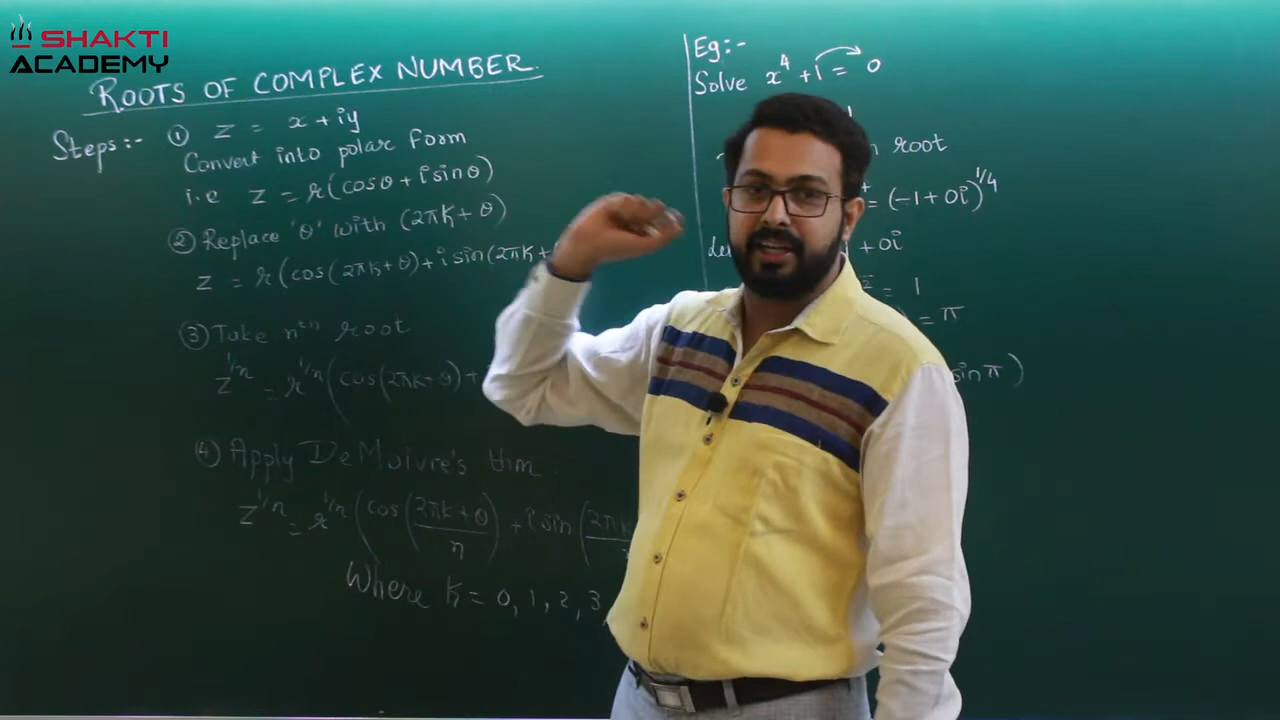 SHAKTI
ACADEMY
ROOTS OF COMPLEX NUMBER
Steps:- ① z = x + iy
Convert into polar form
i.e z = r(cosθ + i sinθ)
② Replace 'θ' with (2πk + θ)
z = r(cos(2πk + θ) + i sin(2πk +
③ Take nth root
z^1/n = r^1/n (cos(2πk + θ) +
④ Apply DeMoivre's thm
z^1/n = r^1/n (cos(2πk + θ / n) + i sin(2πk
Where k = 0, 1, 2, 3,
Eg:-
Solve x^4 + 1 = 0
root
= (-1 + 0i)^1/4
+ 0i
= 1
= π
sin π)